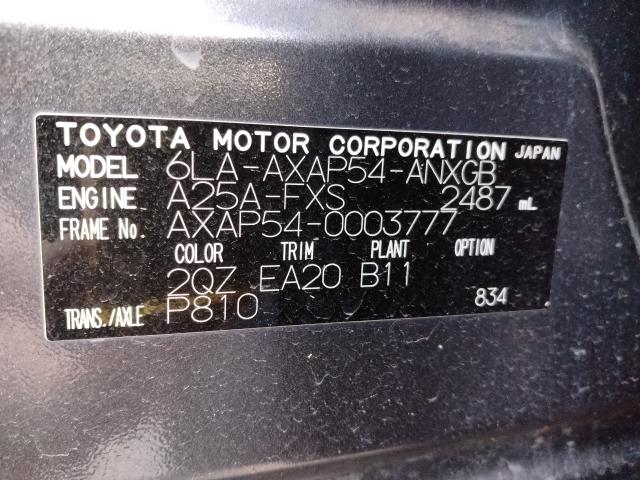 TOYOTA MOTOR CORPORATION JAPAN
MODEL 6LA-AXAP54-ANXGB
ENGINE A25A-FXS 2487 mL
FRAME No. AXAP54-0003777
COLOR TRIM PLANT OPTION
2QZ EA20 B11
TRANS./AXLE P810 834